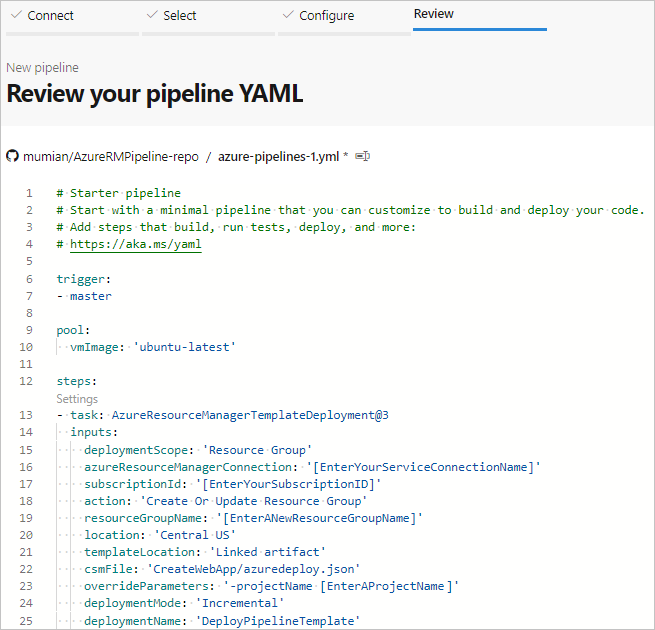 Connect Select Configure Review
New pipeline
Review your pipeline YAML
mumian/AzureRMPipeline-repo / azure-pipelines-1.yml *
1 # Starter pipeline
2 # Start with a minimal pipeline that you can customize to build and deploy your code.
3 # Add steps that build, run tests, deploy, and more:
4 # https://aka.ms/yaml
5
6 trigger:
7 - master
8
9 pool:
10   vmImage: 'ubuntu-latest'
11
12 steps:
Settings
13 - task: AzureResourceManagerTemplateDeployment@3
14   inputs:
15     deploymentScope: 'Resource Group'
16     azureResourceManagerConnection: '[EnterYourServiceConnectionName]'
17     subscriptionId: '[EnterYourSubscriptionID]'
18     action: 'Create Or Update Resource Group'
19     resourceGroupName: '[EnterANewResourceGroupName]'
20     location: 'Central US'
21     templateLocation: 'Linked artifact'
22     csmFile: 'CreateWebApp/azuredeploy.json'
23     overrideParameters: '-projectName [EnterAProjectName]'
24     deploymentMode: 'Incremental'
25     deploymentName: 'DeployPipelineTemplate'